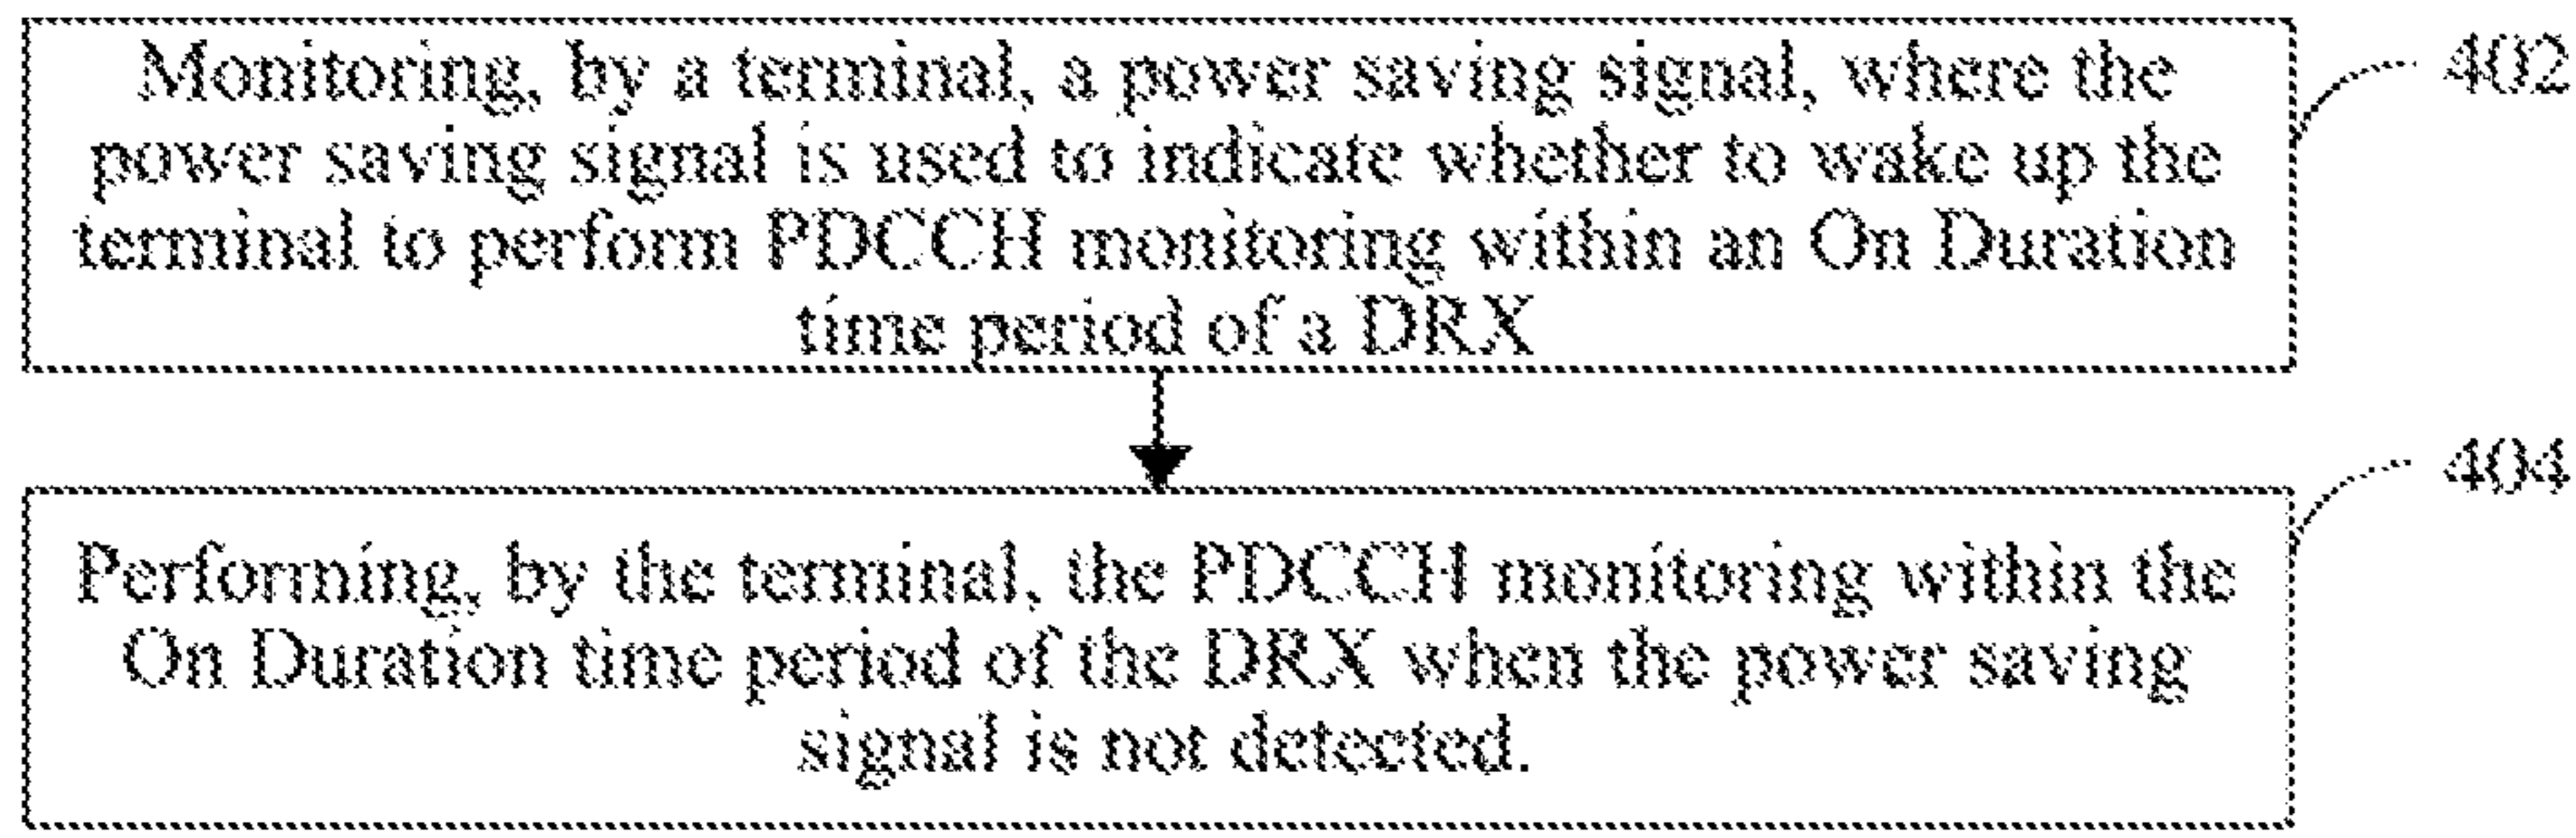 Monitoring, by a terminal, a power saving signal, where the
power saving signal is used to indicate whether to wake up the
terminal to perform PDCCH monitoring within an On Duration
time period of a DRX
402
Performing, by the terminal, the PDCCH monitoring within the
On Duration time period of the DRX when the power saving
signal is not detected.
404